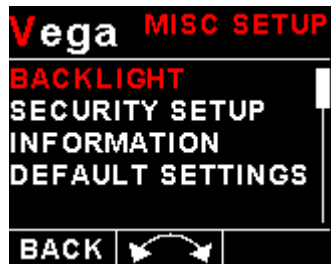 Vega MISC SETUP
BACKLIGHT
SECURITY SETUP
INFORMATION
DEFAULT SETTINGS
BACK